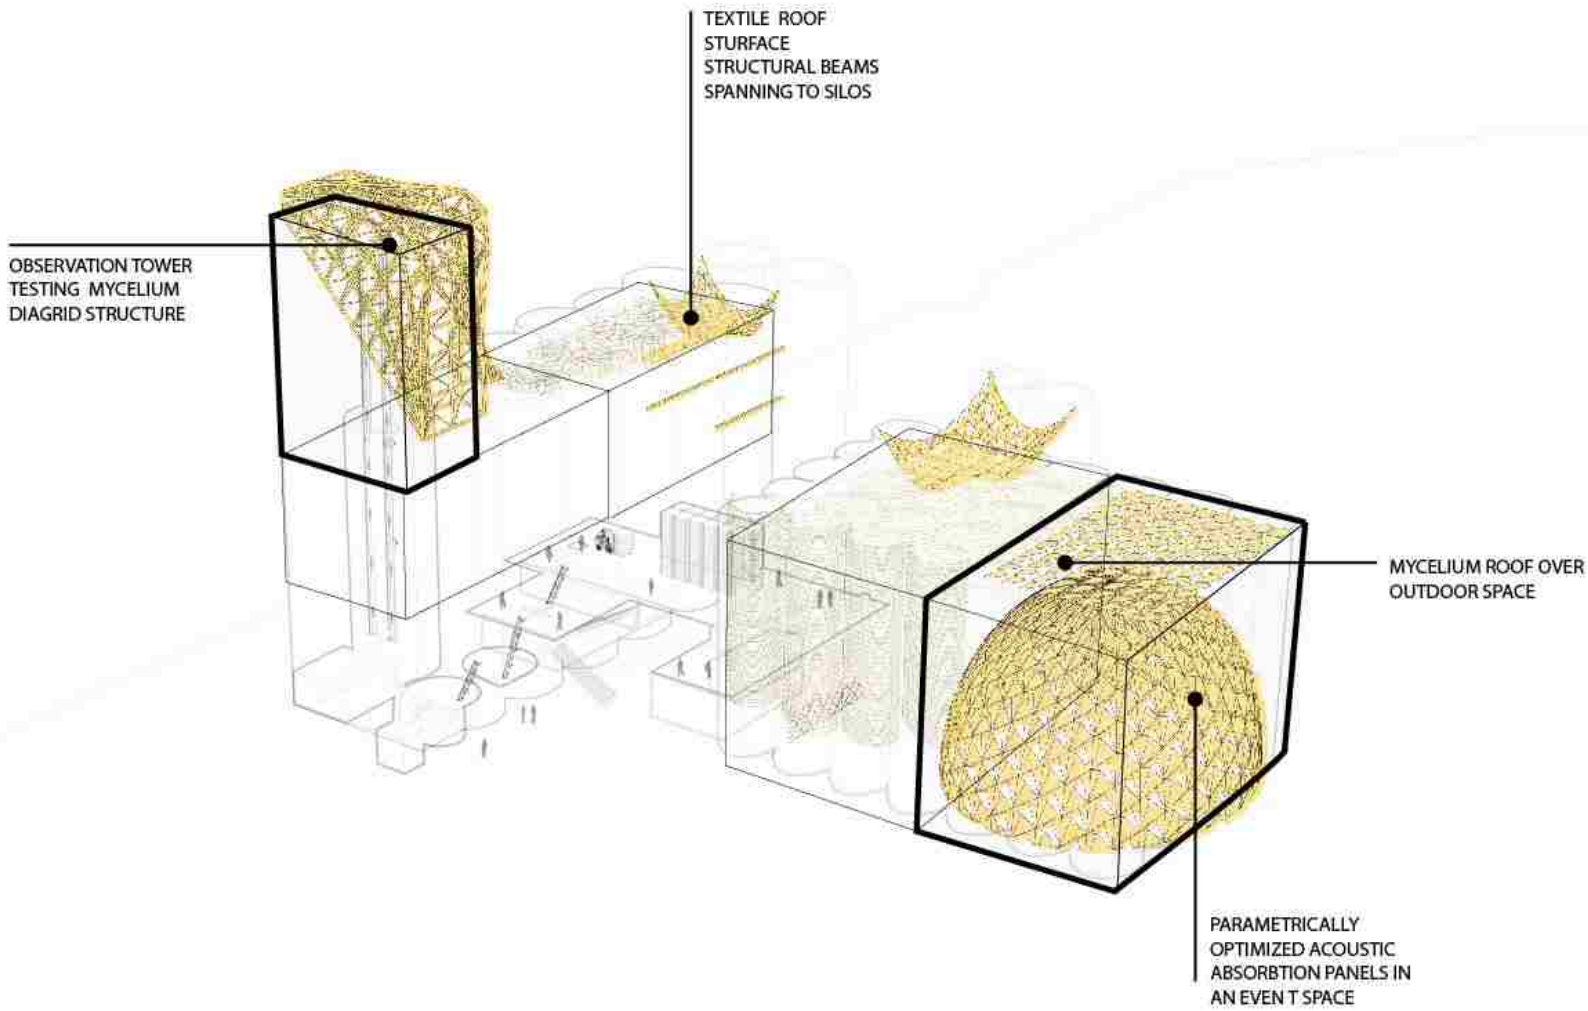 TEXTILE ROOF
STURFACE
STRUCTURAL BEAMS
SPANNING TO SILOS
OBSERVATION TOWER
TESTING MYCELIUM
DIAGRID STRUCTURE
MYCELIUM ROOF OVER
OUTDOOR SPACE
PARAMETRICALLY
OPTIMIZED ACOUSTIC
ABSORBTION PANELS IN
AN EVEN T SPACE